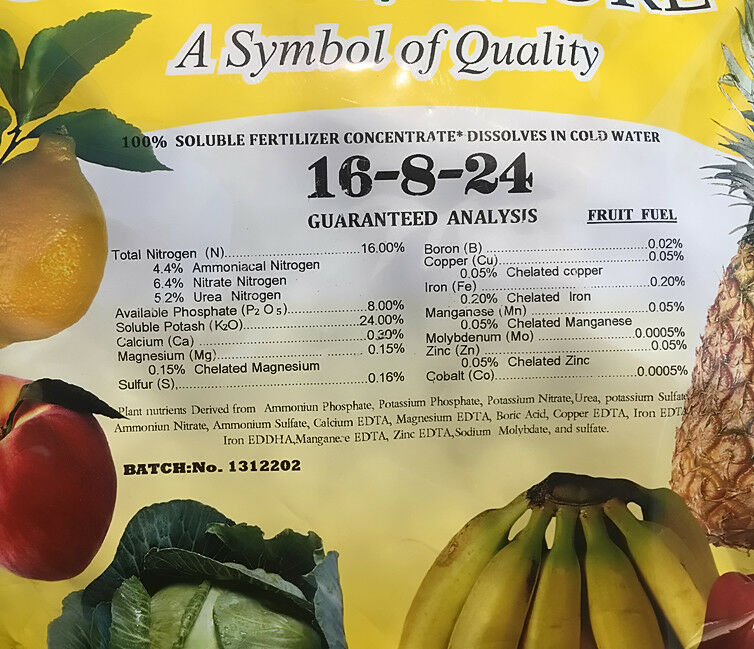 A Symbol of Quality
100% SOLUBLE FERTILIZER CONCENTRATE* DISSOLVES IN COLD WATER
16-8-24
GUARANTEED ANALYSIS
FRUIT FUEL
Total Nitrogen (N)..........16.00%
4.4% Ammoniacal Nitrogen
6.4% Nitrate Nitrogen
5.2% Urea Nitrogen
Available Phosphate (P₂O₅)..........8.00%
Soluble Potash (K₂O)..........24.00%
Calcium (Ca)..........0.30%
Magnesium (Mg)..........0.15%
0.15% Chelated Magnesium
Sulfur (S)..........0.16%
Boron (B)..........0.02%
Copper (Cu)..........0.05%
0.05% Chelated copper
Iron (Fe)..........0.20%
0.20% Chelated Iron
Manganese (Mn)..........0.05%
0.05% Chelated Manganese
Molybdenum (Mo)..........0.0005%
Zinc (Zn)..........0.05%
0.05% Chelated Zinc
Cobalt (Co)..........0.0005%
Plant nutrients Derived from Ammoniun Phosphate, Potassium Phosphate, Potassium Nitrate,Urea, potassium Sulfate
Ammoniun Nitrate, Ammonium Sulfate, Calcium EDTA, Magnesium EDTA, Boric Acid, Copper EDTA, Iron EDTA
Iron EDDHA,Manganese EDTA, Zinc EDTA,Sodium Molybdate, and sulfate.
BATCH:No. 1312202